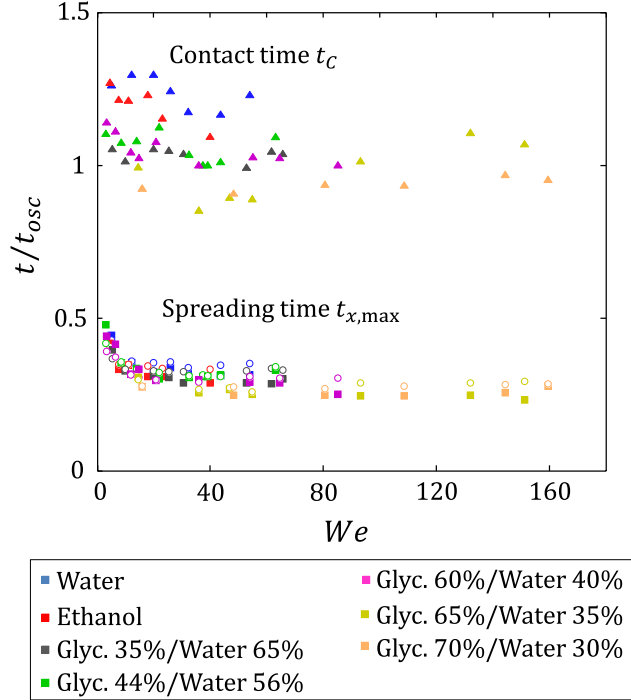 1.5
Contact time t_C
1
t/t_osc
Spreading time t_x,max
0.5
0
0 40 80 120 160
We
Water
Ethanol
Glyc. 35%/Water 65%
Glyc. 44%/Water 56%
Glyc. 60%/Water 40%
Glyc. 65%/Water 35%
Glyc. 70%/Water 30%